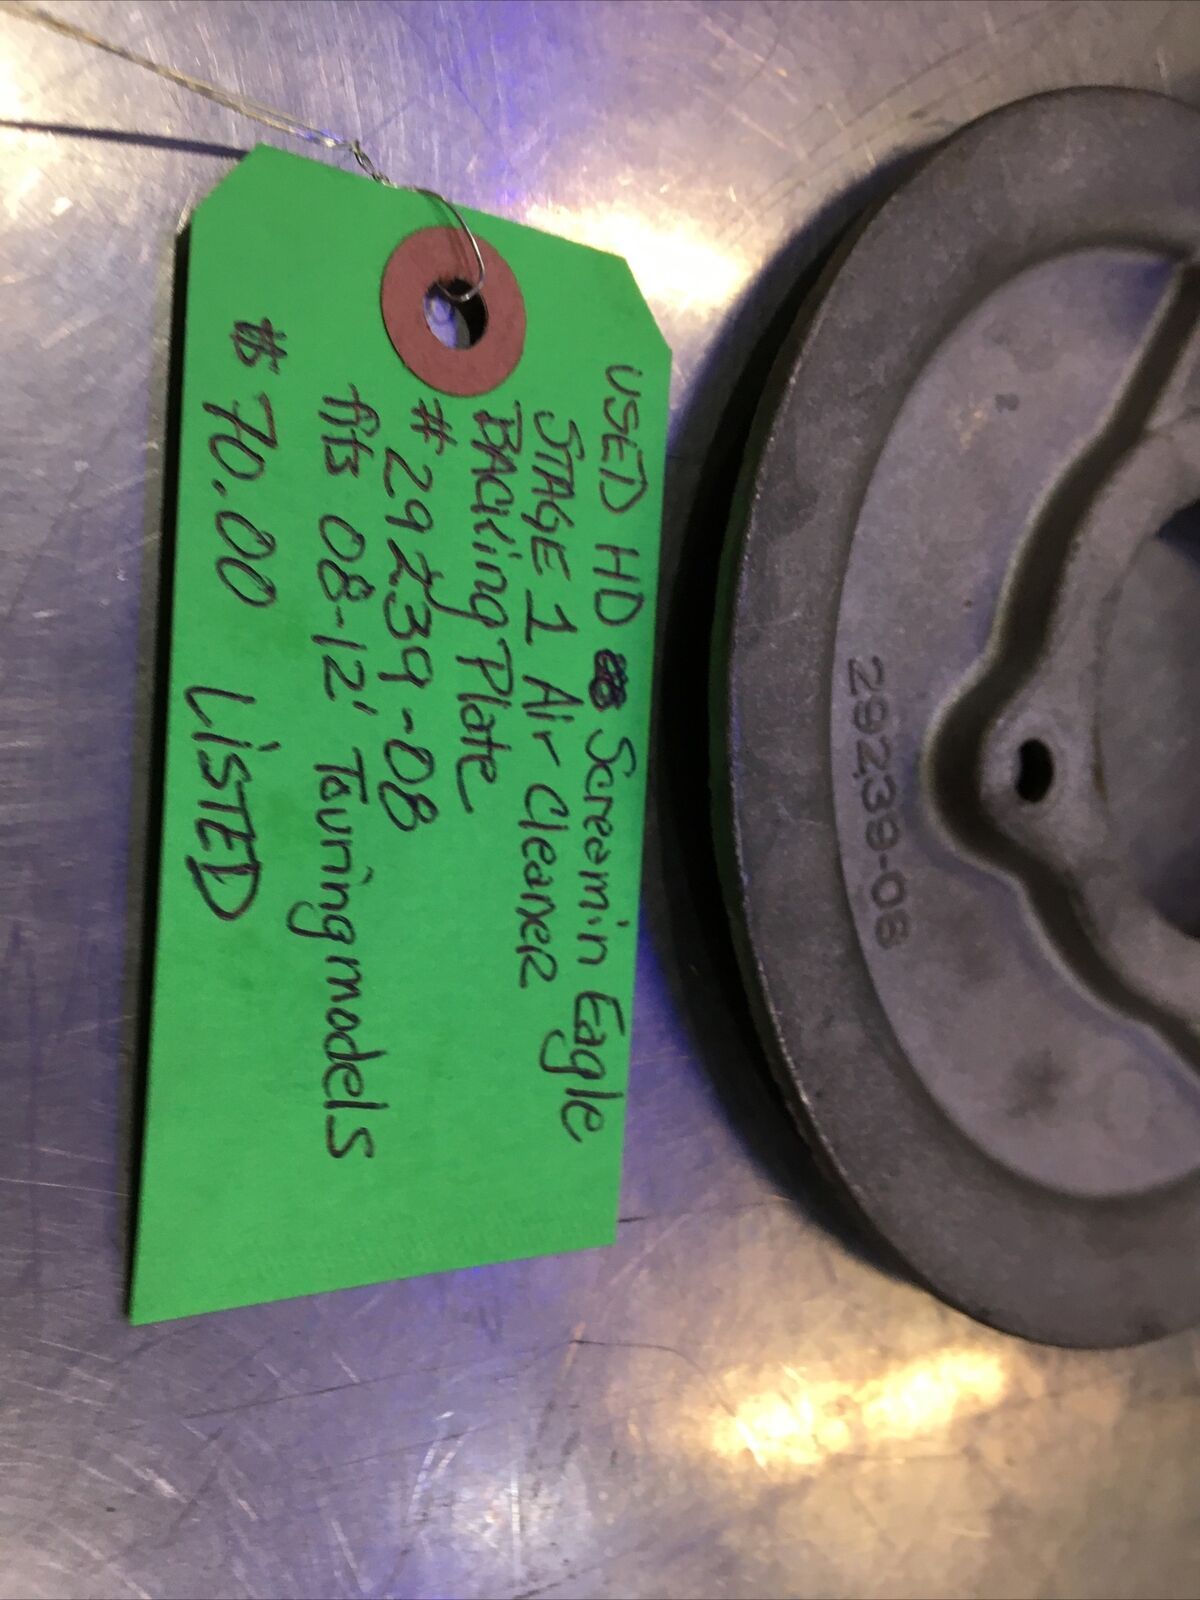 USED HD Screamin Eagle
STAGE 1 Air Cleaner
Backing Plate
# 29239-08
fits 08-12' Touring models
$ 70.00 LISTED
29239-08